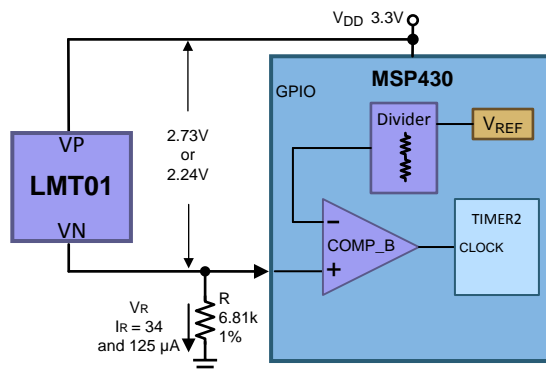 VDD 3.3V
MSP430
GPIO
Divider
VREF
2.73V
or
2.24V
VP
LMT01
VN
−
COMP_B
+
TIMER2
CLOCK
VR
IR = 34
and 125 µA
R
6.81k
1%